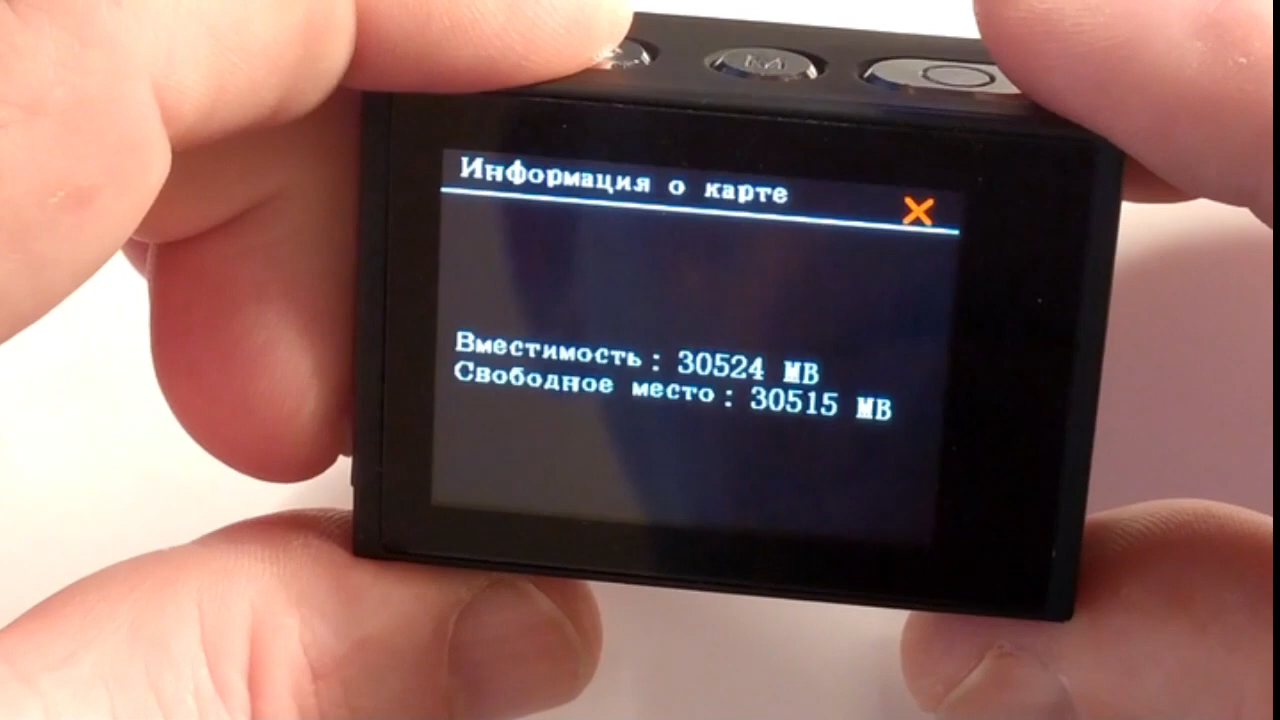 Информация о карте
Вместимость: 30524 MB
Свободное место: 30515 MB
M